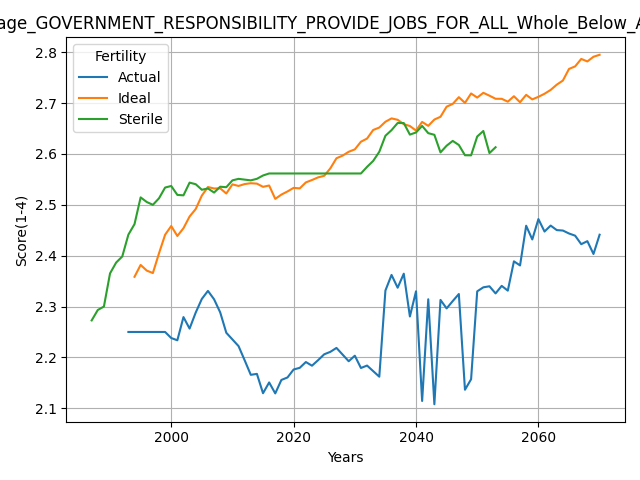 age_GOVERNMENT_RESPONSIBILITY_PROVIDE_JOBS_FOR_ALL_Whole_Below_A
Fertility
Actual
Ideal
Sterile
Score(1-4)
2.8
2.7
2.6
2.5
2.4
2.3
2.2
2.1
2000 2020 2040 2060
Years